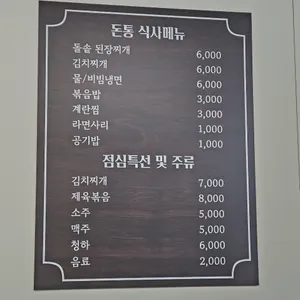 돈통 식사메뉴
돌솥 된장찌개 6,000
김치찌개 6,000
물/비빔냉면 6,000
볶음밥 3,000
계란찜 3,000
라면사리 1,000
공기밥 1,000
점심특선 및 주류
김치찌개 7,000
제육볶음 8,000
소주 5,000
맥주 5,000
청하 6,000
음료 2,000